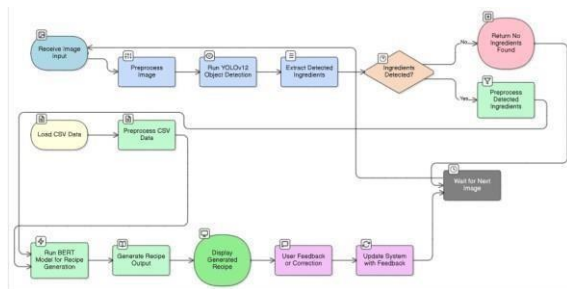 Receive Image
Input
Preprocess
Image
Run YOLOv12
Object Detection
Extract Detected
Ingredients
Ingredients
Detected?
No
Return No
Ingredients
Found
Yes
Preprocess
Detected
Ingredients
Load CSV Data
Preprocess CSV
Data
Wait for Next
Image
Run BERT
Model for Recipe
Generation
Generate Recipe
Output
Display
Generated
Recipe
User Feedback
or Correction
Update System
with Feedback